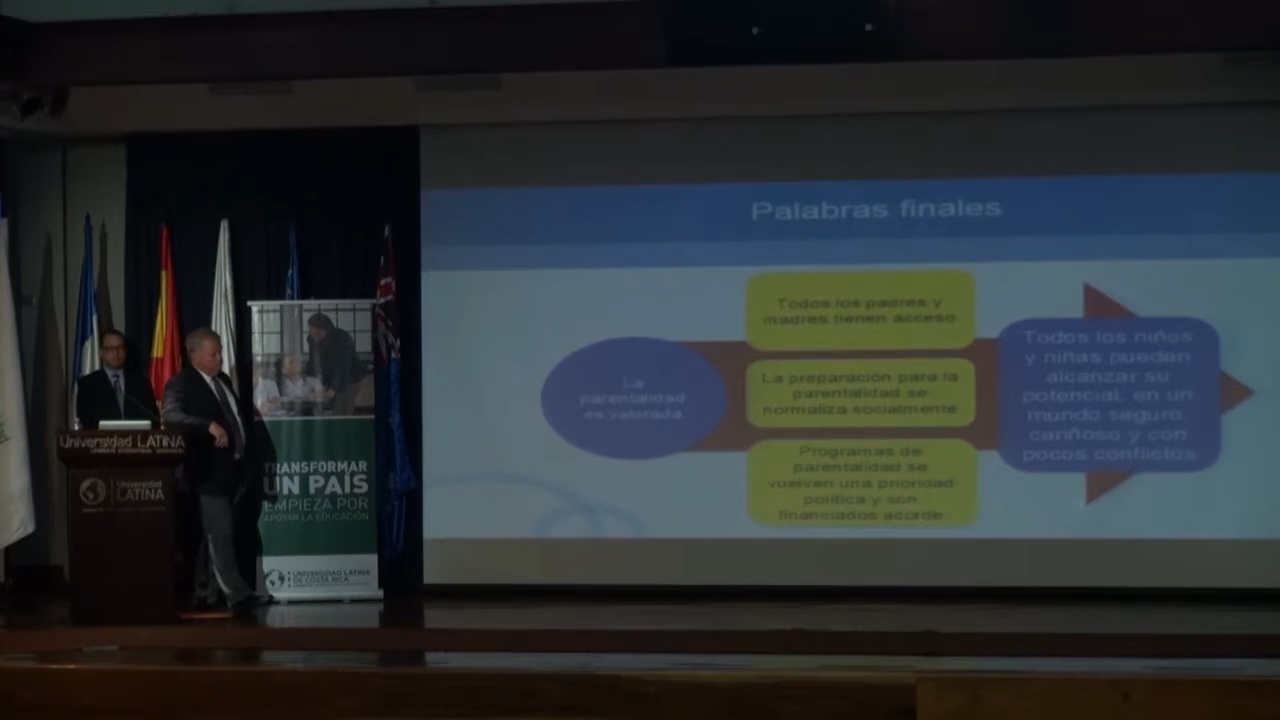 Palabras finales
Todos los padres y
madres tienen acceso
La
parentalidad
es valorada
La preparación para la
parentalidad se
normaliza socialmente
Programas de
parentalidad se
vuelven una prioridad
política y son
financiados acorde
Todos los niños
y niñas pueden
alcanzar su
potencial, en un
mundo seguro,
cariñoso y con
pocos conflictos
Universidad LATINA
Universidad
LATINA
TRANSFORMAR
UN PAÍS
EMPIEZA POR
APOYAR LA EDUCACIÓN
UNIVERSIDAD LATINA
DE COSTA RICA